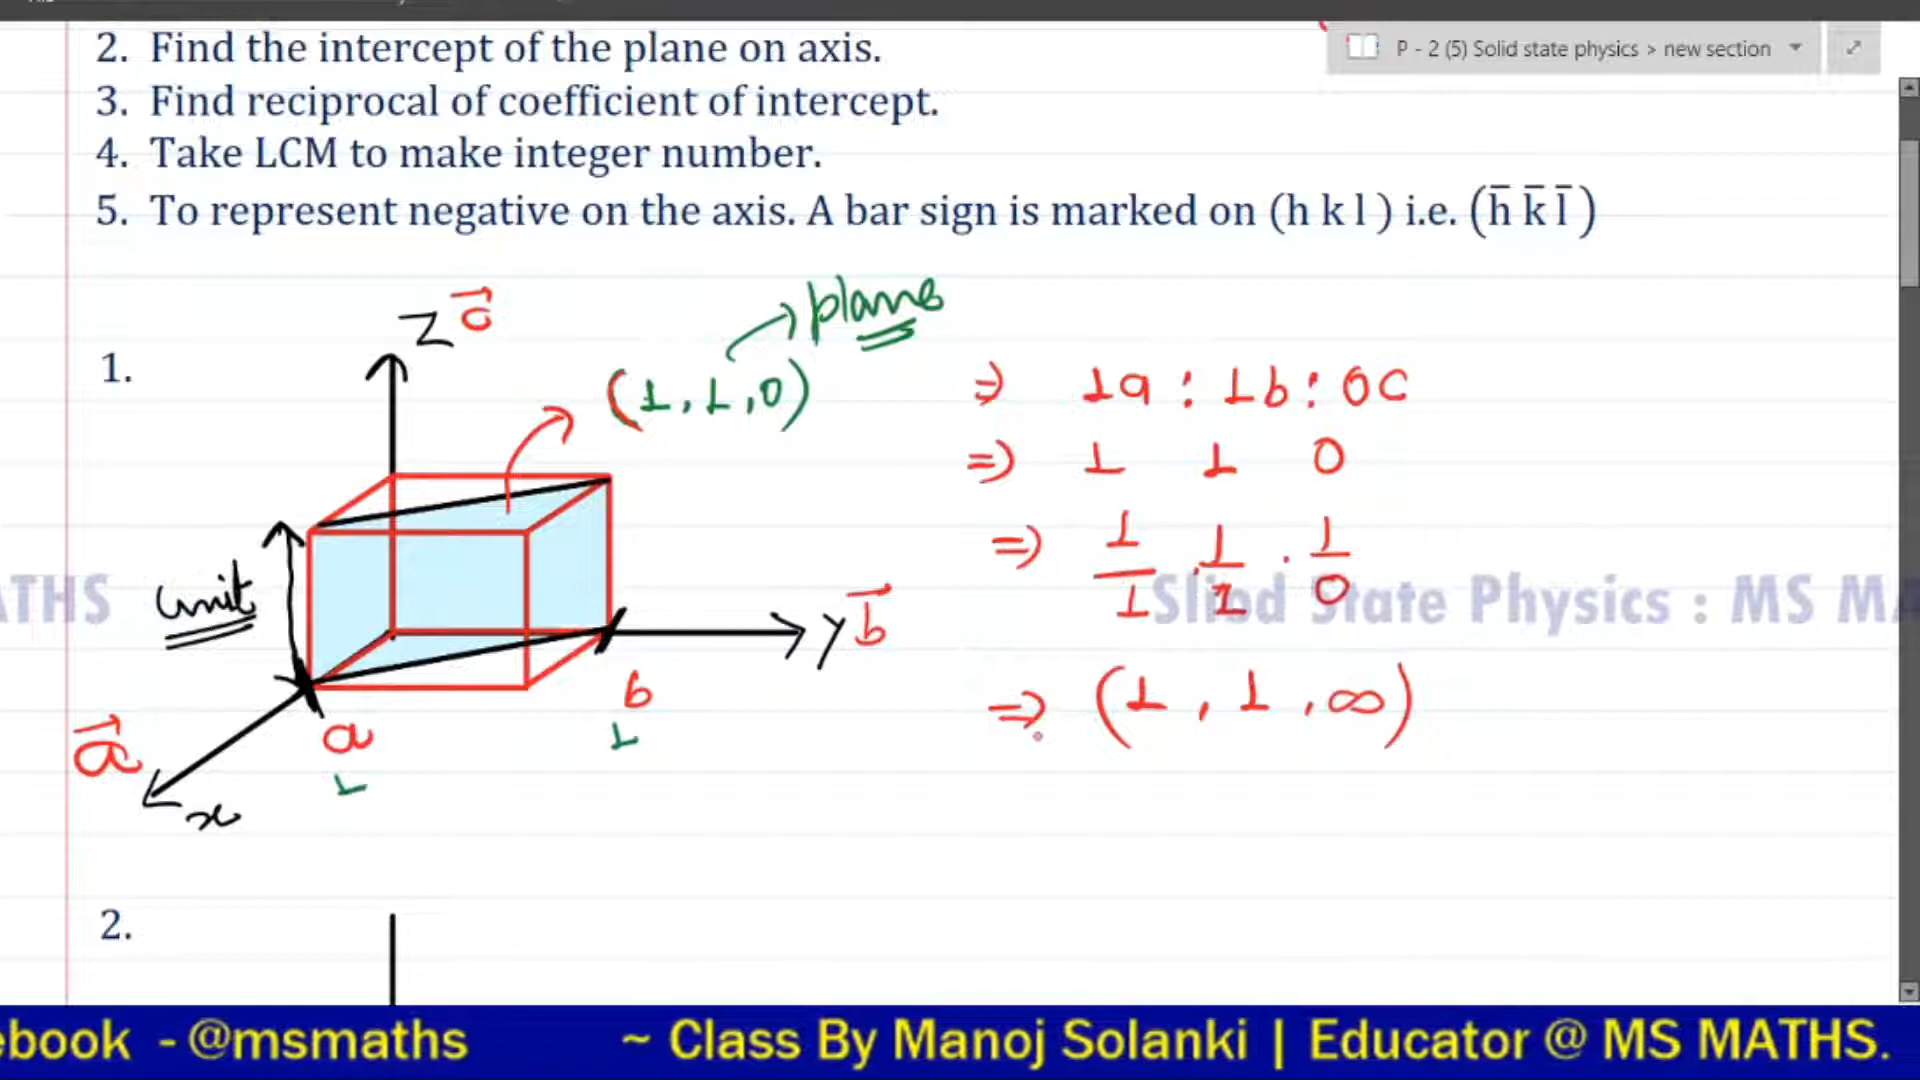 P - 2 (5) Solid state physics > new section
2. Find the intercept of the plane on axis.
3. Find reciprocal of coefficient of intercept.
4. Take LCM to make integer number.
5. To represent negative on the axis. A bar sign is marked on (h k l ) i.e. (h̄ k̄ l̄ )
1.
Z c⃗
plane
(1, 1, 0)
unit
y b⃗
a⃗
x
a
1
b
1
⇒ 1a : 1b : 0c
⇒ 1 1 0
⇒ 1/1 . 1/1 . 1/0
⇒ (1, 1, ∞)
ATHS
Sliod State Physics : MS MA
2.
ebook - @msmaths ~ Class By Manoj Solanki | Educator @ MS MATHS.